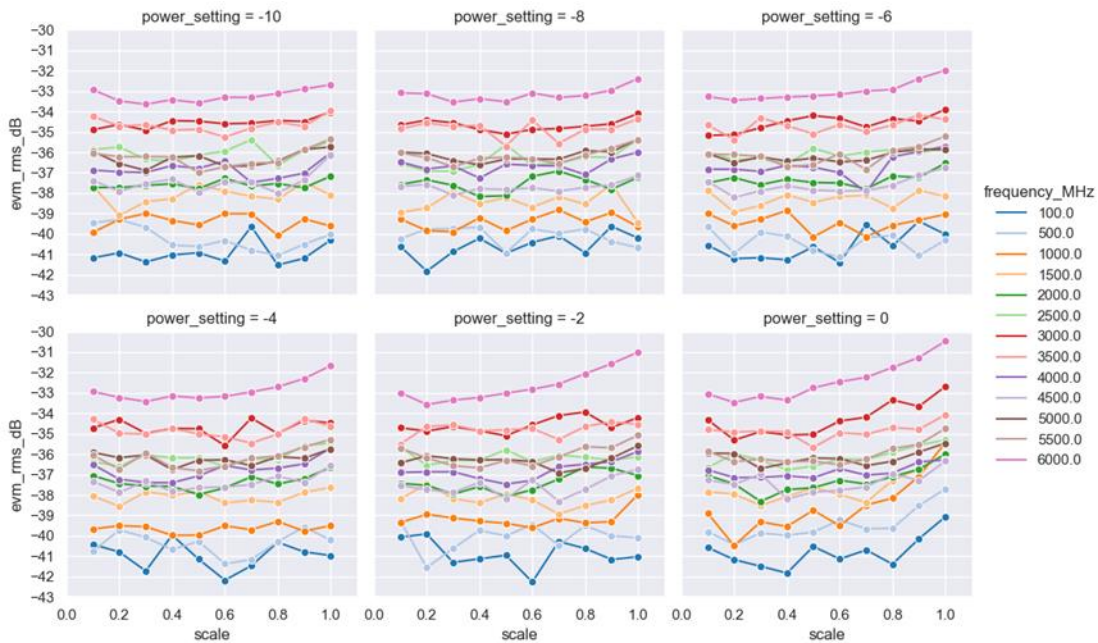 power_setting = -10
power_setting = -8
power_setting = -6
evm_rms_dB
−30
−31
−32
−33
−34
−35
−36
−37
−38
−39
−40
−41
−42
−43
power_setting = -4
power_setting = -2
power_setting = 0
evm_rms_dB
−30
−31
−32
−33
−34
−35
−36
−37
−38
−39
−40
−41
−42
−43
0.0 0.2 0.4 0.6 0.8 1.0
scale
0.0 0.2 0.4 0.6 0.8 1.0
scale
0.0 0.2 0.4 0.6 0.8 1.0
scale
frequency_MHz
100.0
500.0
1000.0
1500.0
2000.0
2500.0
3000.0
3500.0
4000.0
4500.0
5000.0
5500.0
6000.0